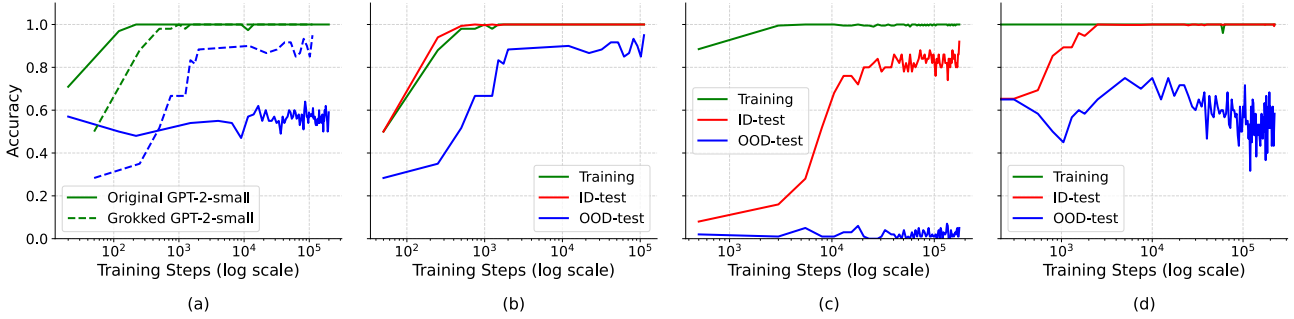 Accuracy
1.0
0.8
0.6
0.4
0.2
0.0
Original GPT-2-small
Grokked GPT-2-small
10² 10³ 10⁴ 10⁵
Training Steps (log scale)
(a)
Training
ID-test
OOD-test
10² 10³ 10⁴ 10⁵
Training Steps (log scale)
(b)
Training
ID-test
OOD-test
10³ 10⁴ 10⁵
Training Steps (log scale)
(c)
Training
ID-test
OOD-test
10³ 10⁴ 10⁵
Training Steps (log scale)
(d)